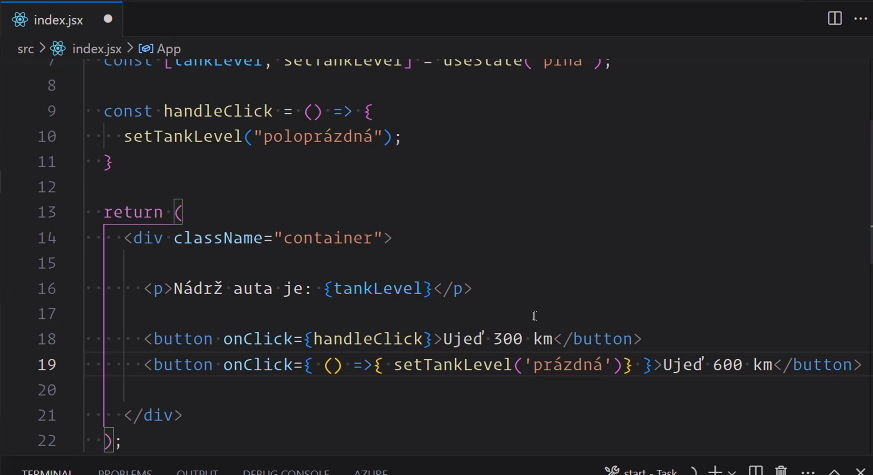 index.jsx
src > index.jsx > App
7 const [tankLevel, setTankLevel] = useState('plná');
8
9 const handleClick = () => {
10 setTankLevel("poloprázdná");
11 }
12
13 return (
14 <div className="container">
15
16 <p>Nádrž auta je: {tankLevel}</p>
17
18 <button onClick={handleClick}>Ujeď 300 km</button>
19 <button onClick={ () =>{ setTankLevel('prázdná')} }>Ujeď 600 km</button>
20
21 </div>
22 );
TERMINAL PROBLEMS OUTPUT DEBUG CONSOLE AZURE start - Task